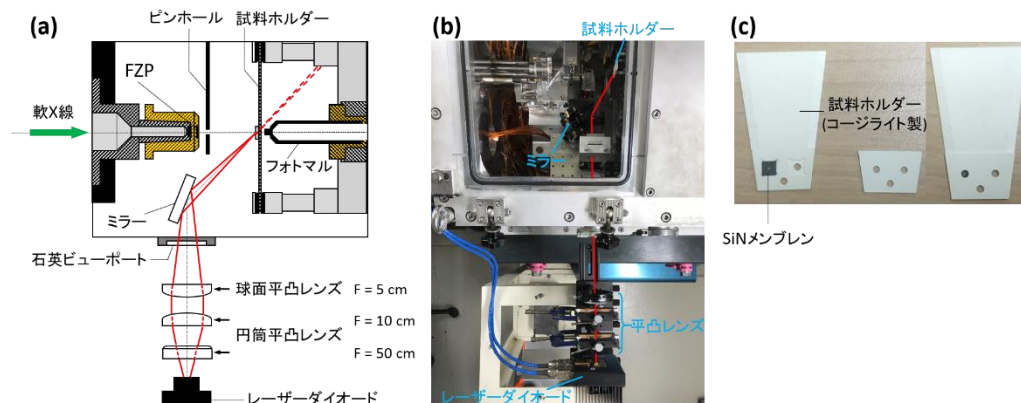 (a)
ピンホール
試料ホルダー
FZP
軟X線
フォトマル
ミラー
石英ビューポート
球面平凸レンズ
F = 5 cm
F = 10 cm
円筒平凸レンズ
F = 50 cm
レーザーダイオード
(b)
試料ホルダー
ミラー
平凸レンズ
レーザーダイオード
(c)
試料ホルダー
(コージライト製)
SiNメンブレン